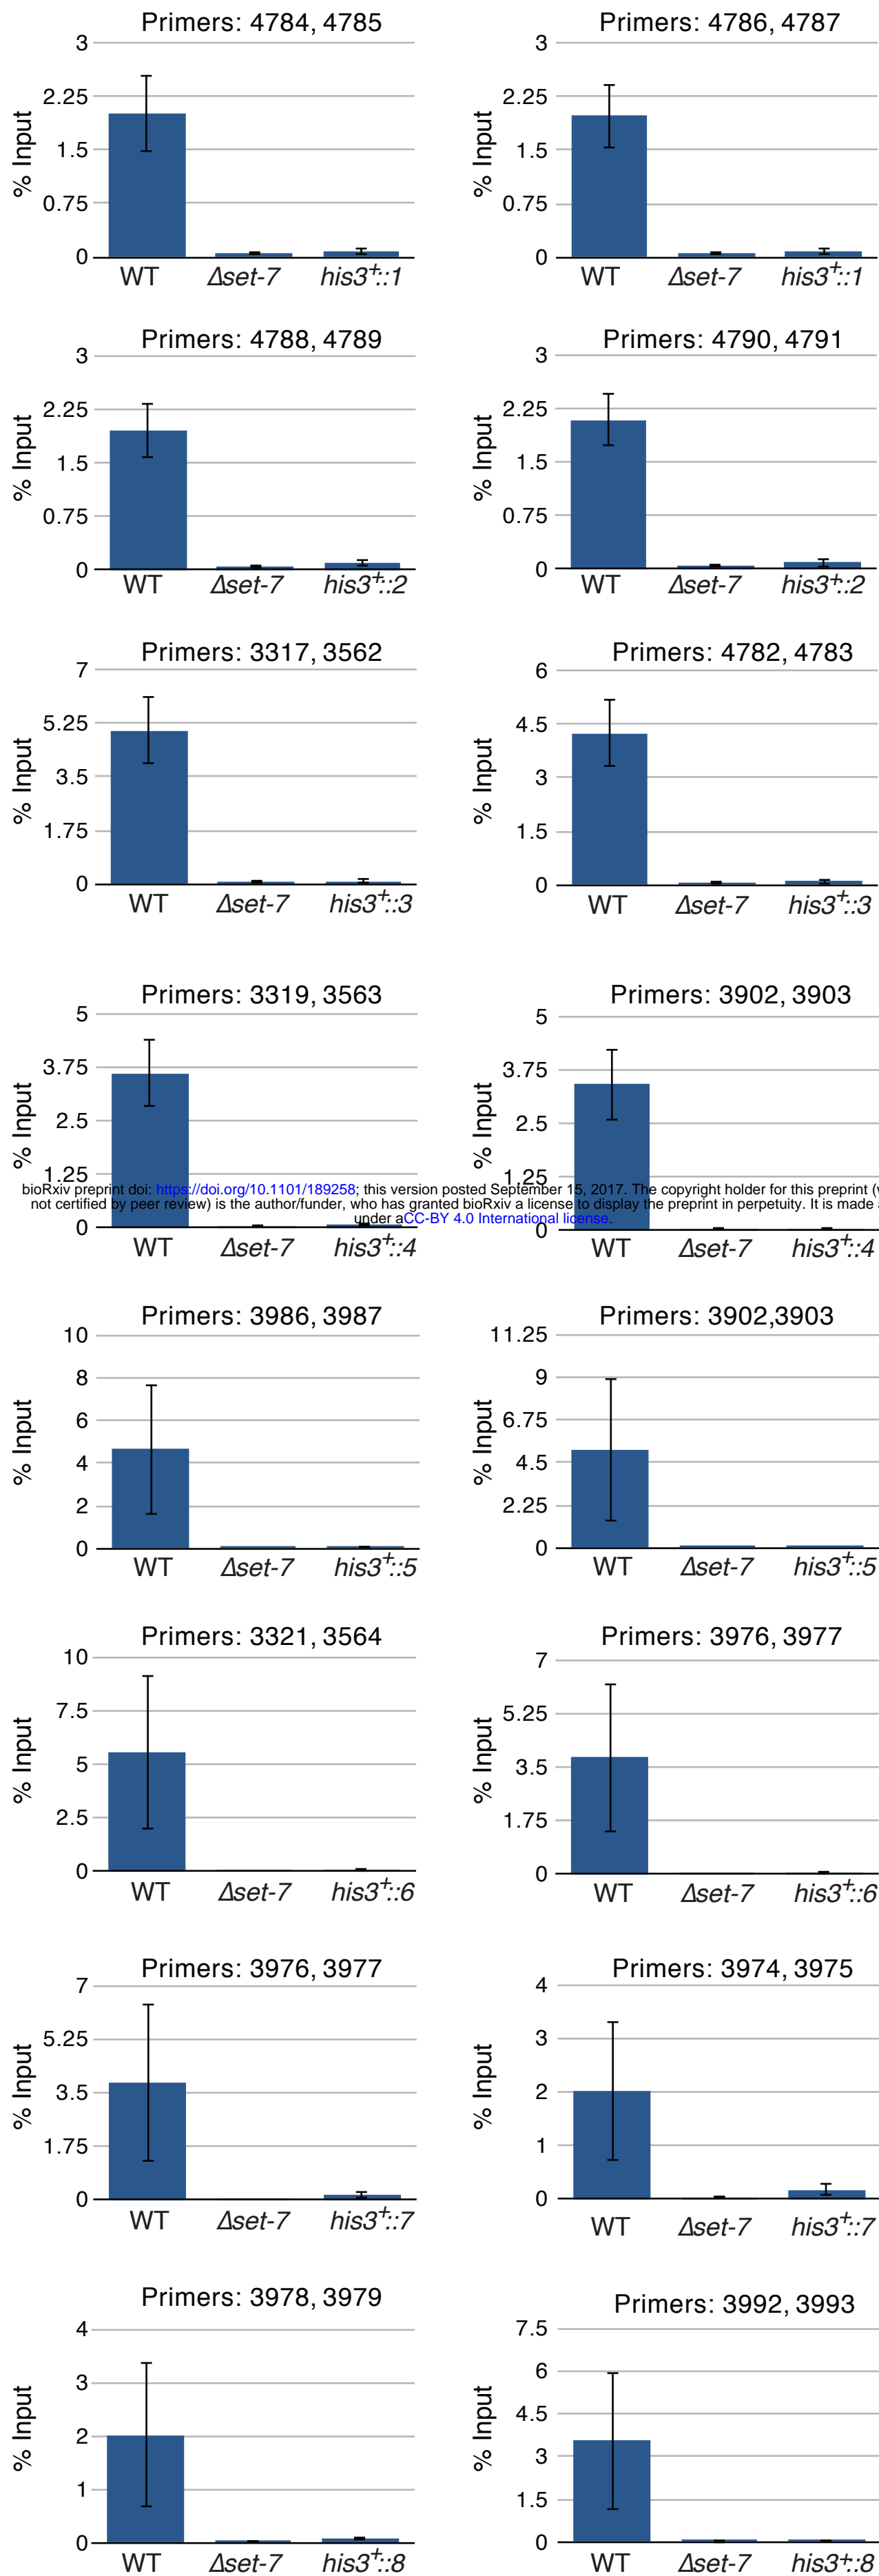 Primers: 4784, 4785
3
2.25
1.5
0.75
0
% Input
WT Δset-7 his3+::1
Primers: 4786, 4787
3
2.25
1.5
0.75
0
% Input
WT Δset-7 his3+::1
Primers: 4788, 4789
3
2.25
1.5
0.75
0
% Input
WT Δset-7 his3+::2
Primers: 4790, 4791
3
2.25
1.5
0.75
0
% Input
WT Δset-7 his3+::2
Primers: 3317, 3562
7
5.25
3.5
1.75
0
% Input
WT Δset-7 his3+::3
Primers: 4782, 4783
6
4.5
3
1.5
0
% Input
WT Δset-7 his3+::3
Primers: 3319, 3563
5
3.75
2.5
1.25
0
% Input
WT Δset-7 his3+::4
Primers: 3902, 3903
5
3.75
2.5
1.25
0
% Input
WT Δset-7 his3+::4
bioRxiv preprint doi: https://doi.org/10.1101/189258; this version posted September 15, 2017. The copyright holder for this preprint (
not certified by peer review) is the author/funder, who has granted bioRxiv a license to display the preprint in perpetuity. It is made
under aCC-BY 4.0 International license.
Primers: 3986, 3987
10
8
6
4
2
0
% Input
WT Δset-7 his3+::5
Primers: 3902,3903
11.25
9
6.75
4.5
2.25
0
% Input
WT Δset-7 his3+::5
Primers: 3321, 3564
10
7.5
5
2.5
0
% Input
WT Δset-7 his3+::6
Primers: 3976, 3977
7
5.25
3.5
1.75
0
% Input
WT Δset-7 his3+::6
Primers: 3976, 3977
7
5.25
3.5
1.75
0
% Input
WT Δset-7 his3+::7
Primers: 3974, 3975
4
3
2
1
0
% Input
WT Δset-7 his3+::7
Primers: 3978, 3979
4
3
2
1
0
% Input
WT Δset-7 his3+::8
Primers: 3992, 3993
7.5
6
4.5
3
1.5
0
% Input
WT Δset-7 his3+::8